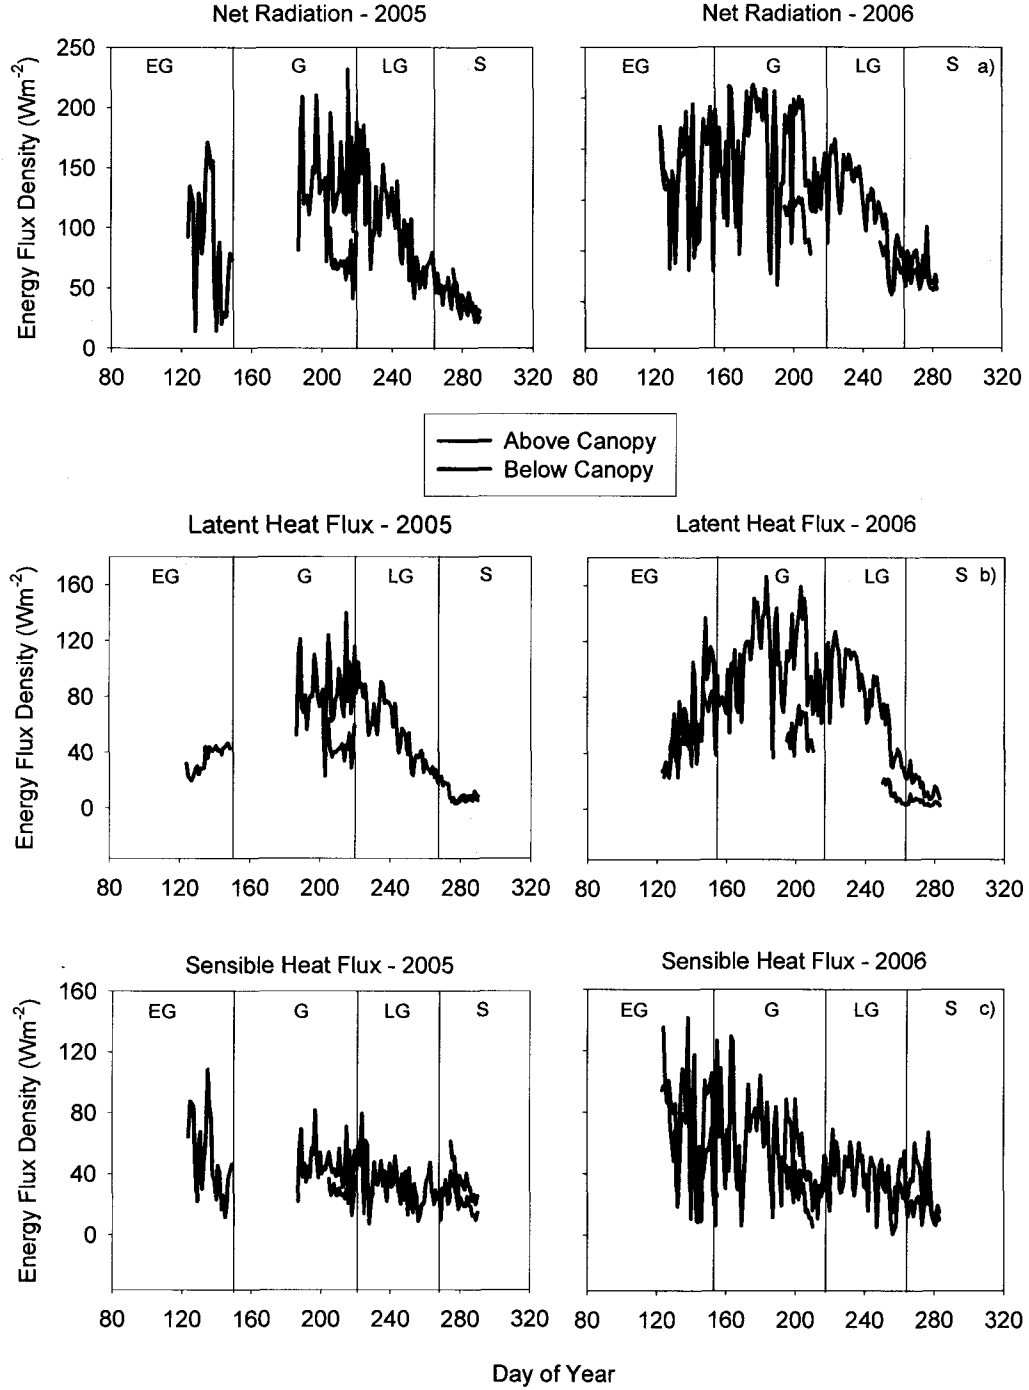 Net Radiation - 2005
Net Radiation - 2006
Energy Flux Density (Wm-2)
250
200
150
100
50
0
EG G LG S
EG G LG S a)
80 120 160 200 240 280 320
80 120 160 200 240 280 320
Above Canopy
Below Canopy
Latent Heat Flux - 2005
Latent Heat Flux - 2006
Energy Flux Density (Wm-2)
160
120
80
40
0
EG G LG S
EG G LG S b)
80 120 160 200 240 280 320
80 120 160 200 240 280 320
Sensible Heat Flux - 2005
Sensible Heat Flux - 2006
Energy Flux Density (Wm-2)
160
120
80
40
0
EG G LG S
EG G LG S c)
80 120 160 200 240 280 320
80 120 160 200 240 280 320
Day of Year